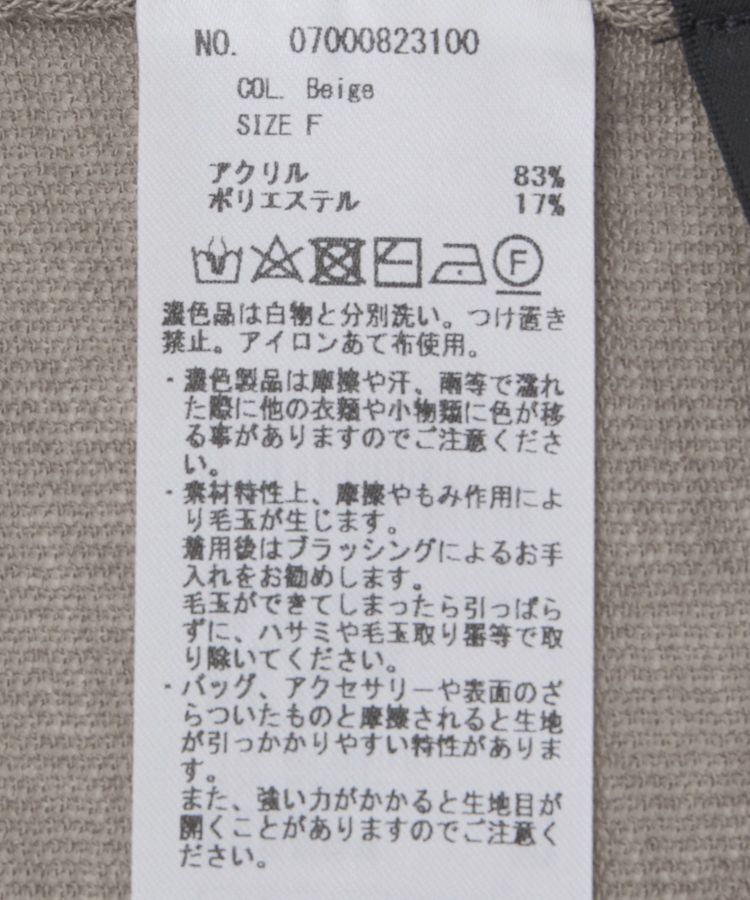 NO. 07000823100
COL. Beige
SIZE F
アクリル 83%
ポリエステル 17%
F
濃色品は白物と分別洗い。つけ置き
禁止。アイロンあて布使用。
・濃色製品は摩擦や汗、雨等で濡れ
た際に他の衣類や小物類に色が移
る事がありますのでご注意くださ
い。
・素材特性上、摩擦やもみ作用によ
り毛玉が生じます。
着用後はブラッシングによるお手
入れをお勧めします。
毛玉ができてしまったら引っぱら
ずに、ハサミや毛玉取り器等で取
り除いてください。
・バッグ、アクセサリーや表面のざ
らついたものと摩擦されると生地
が引っかかりやすい特性がありま
す。
また、強い力がかかると生地目が
開くことがありますのでご注意く
ださい。